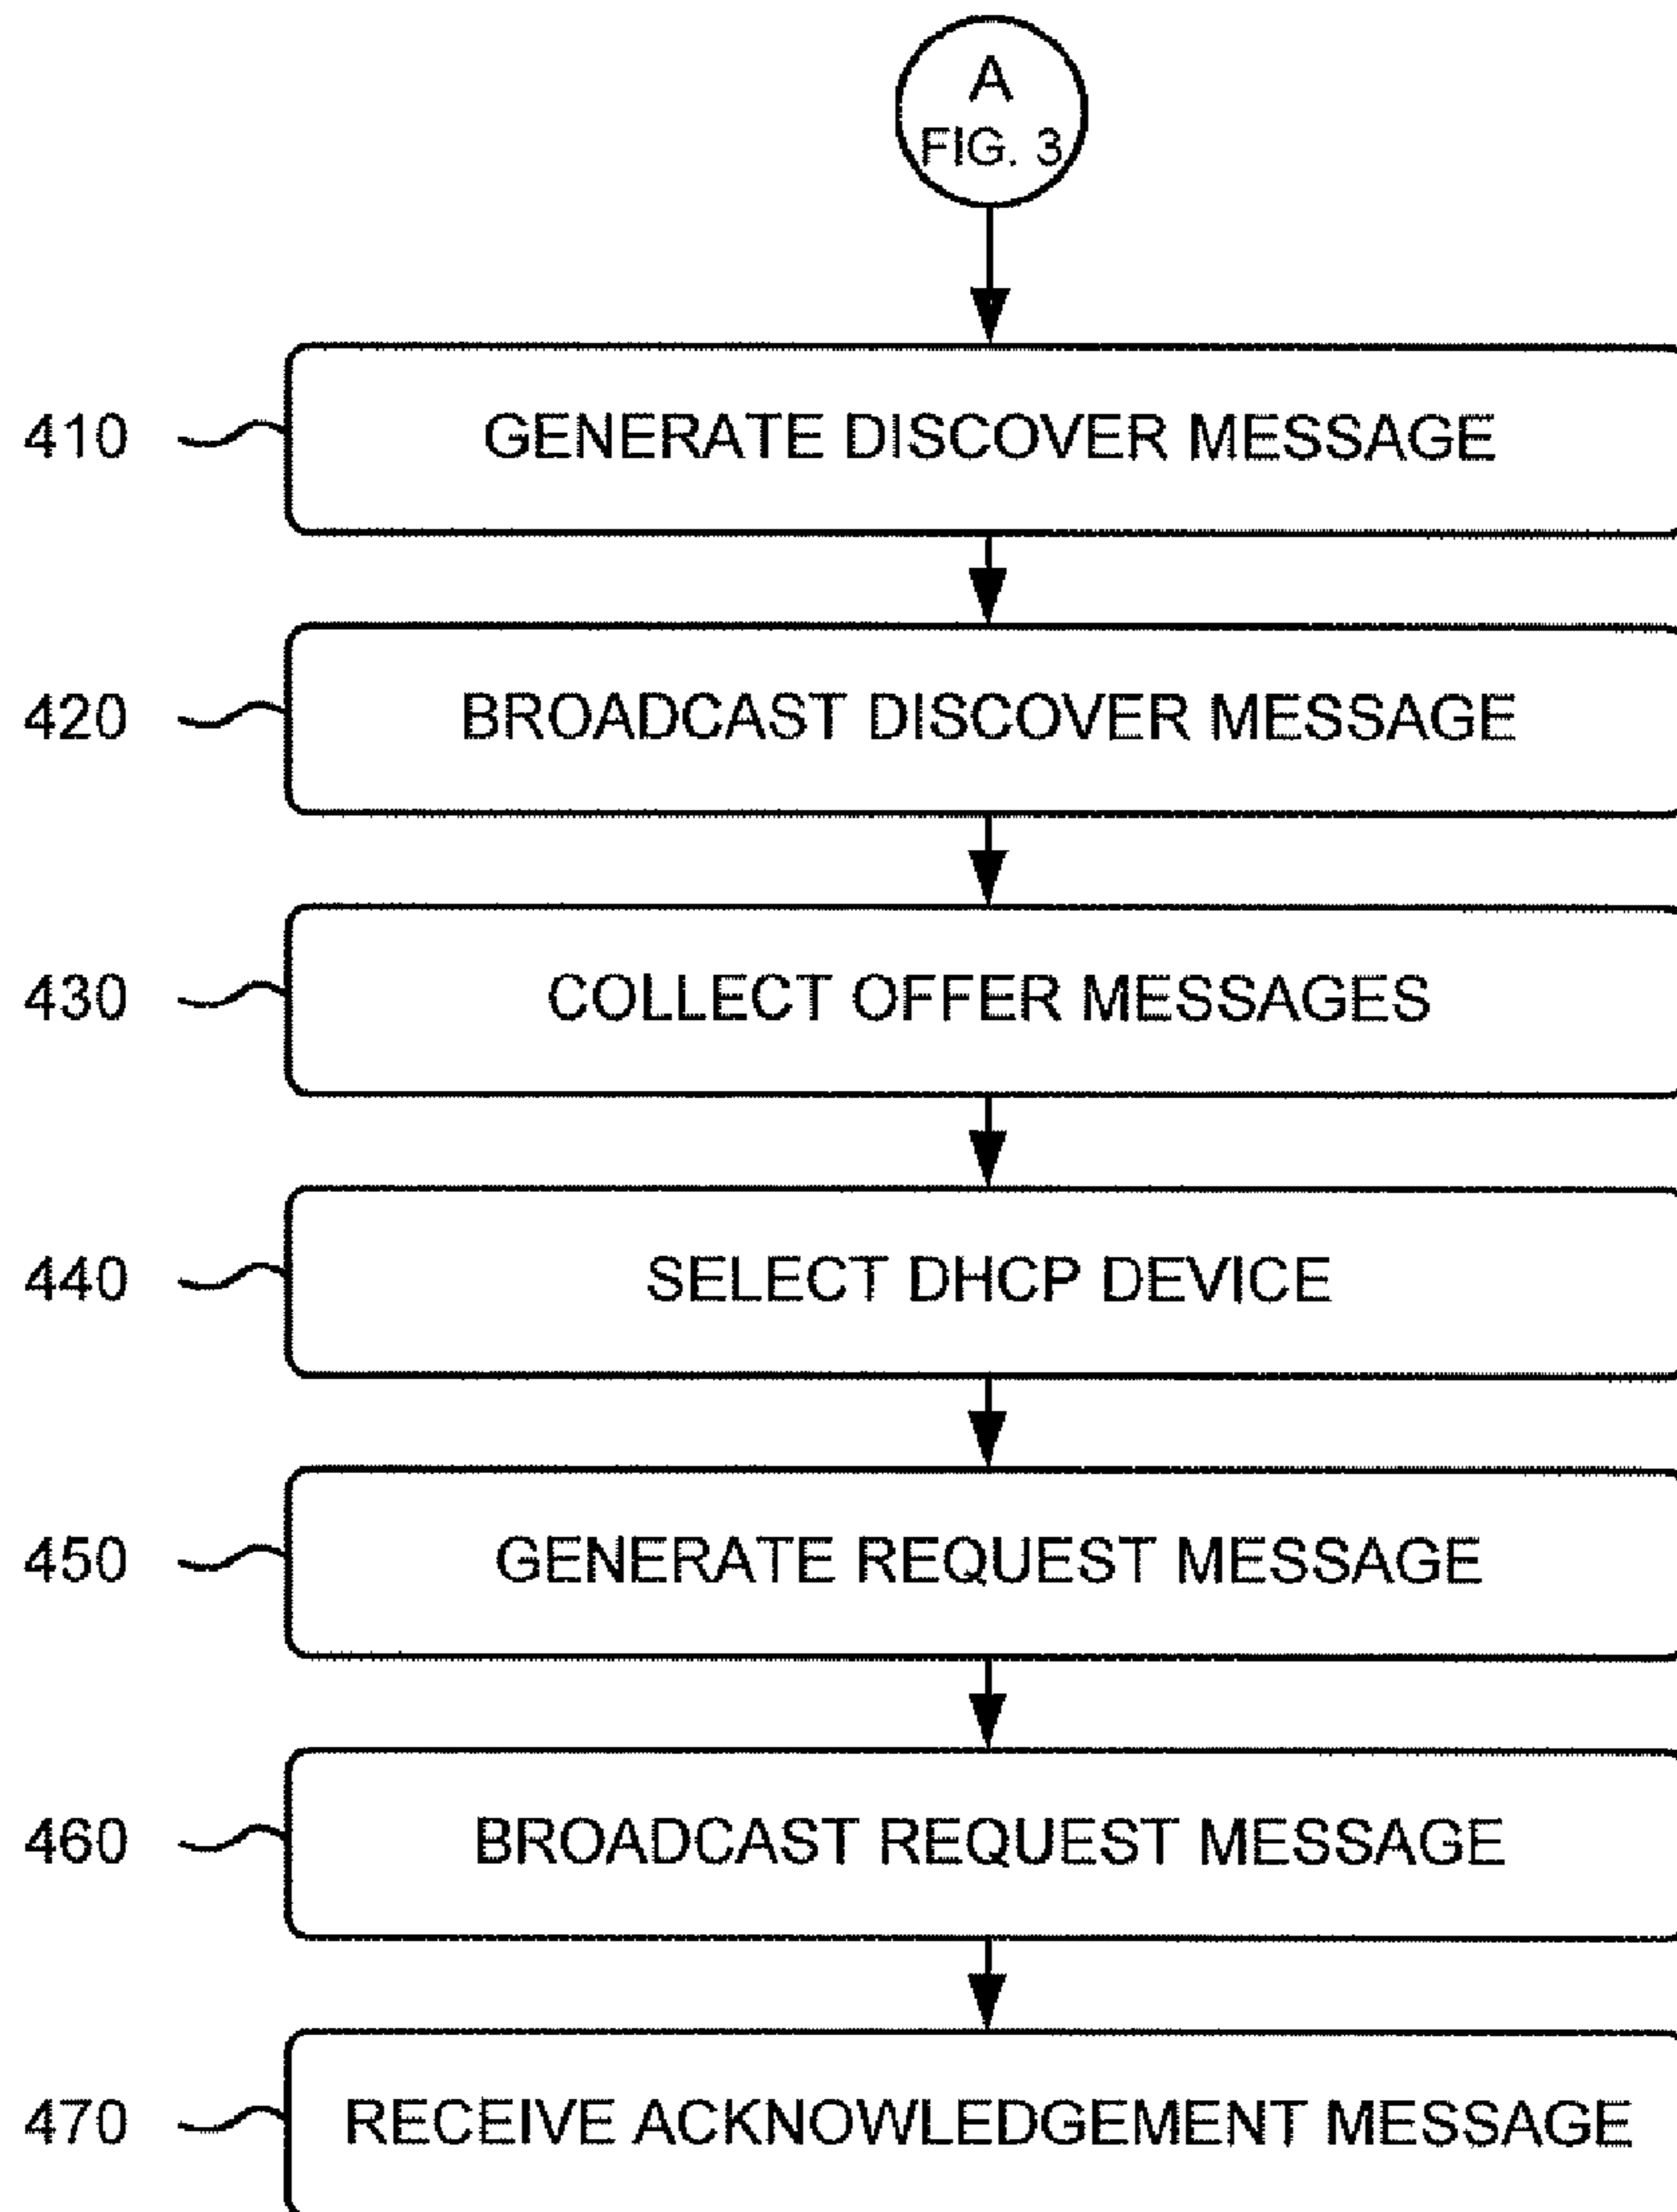 A
FIG. 3
410 GENERATE DISCOVER MESSAGE
420 BROADCAST DISCOVER MESSAGE
430 COLLECT OFFER MESSAGES
440 SELECT DHCP DEVICE
450 GENERATE REQUEST MESSAGE
460 BROADCAST REQUEST MESSAGE
470 RECEIVE ACKNOWLEDGEMENT MESSAGE